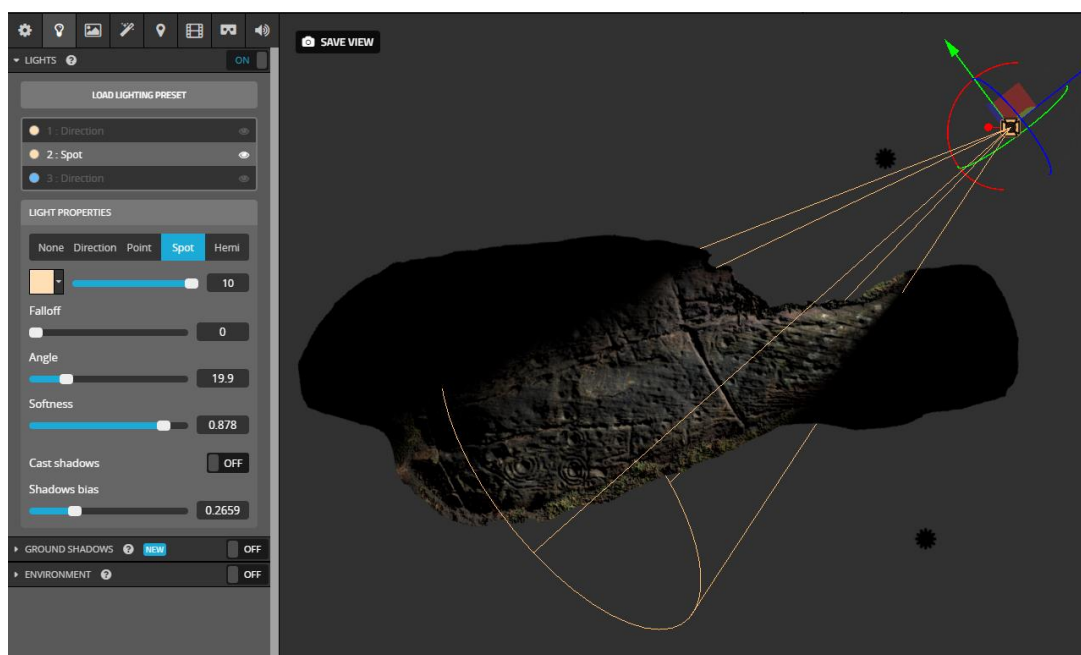 SAVE VIEW
LIGHTS ? ON
LOAD LIGHTING PRESET
1 : Direction
2 : Spot
3 : Direction
LIGHT PROPERTIES
None Direction Point Spot Hemi
10
Falloff
0
Angle
19.9
Softness
0.878
Cast shadows OFF
Shadows bias
0.2659
GROUND SHADOWS ? NEW OFF
ENVIRONMENT ? OFF